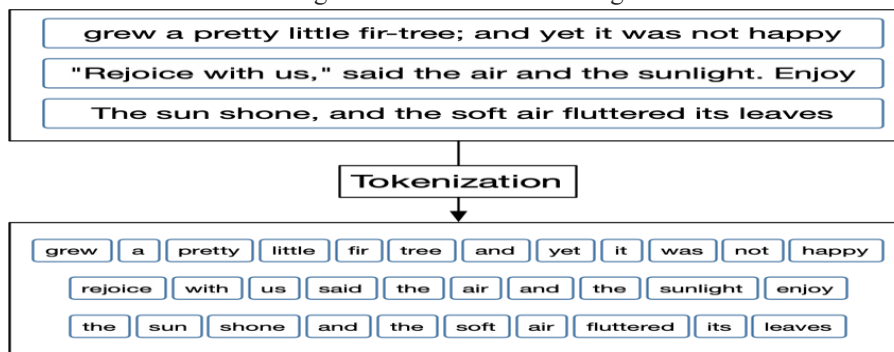 grew a pretty little fir-tree; and yet it was not happy
"Rejoice with us," said the air and the sunlight. Enjoy
The sun shone, and the soft air fluttered its leaves
Tokenization
grew a pretty little fir tree and yet it was not happy
rejoice with us said the air and the sunlight enjoy
the sun shone and the soft air fluttered its leaves